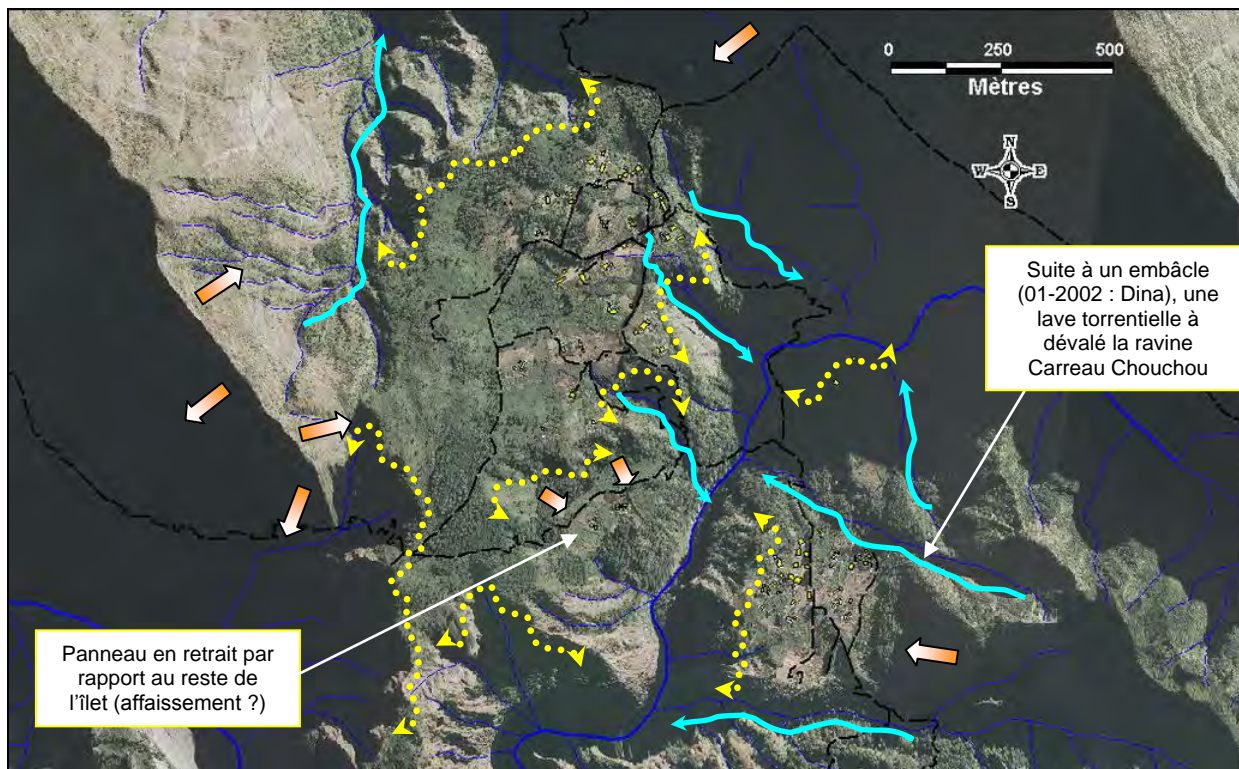 0 250 500
Mètres
N
W E
S
Suite à un embâcle
(01-2002 : Dina), une
lave torrentielle à
dévalé la ravine
Carreau Chouchou
Panneau en retrait par
rapport au reste de
l'îlet (affaissement ?)